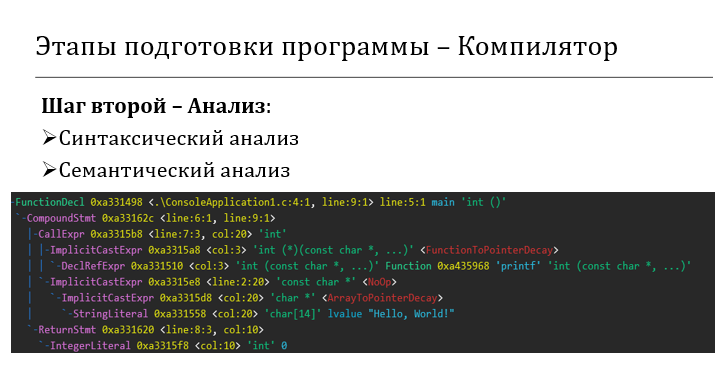 Этапы подготовки программы – Компилятор
Шаг второй – Анализ:
Синтаксический анализ
Семантический анализ
-FunctionDecl 0xa331498 <.\ConsoleApplication1.c:4:1, line:9:1> line:5:1 main 'int ()'
`-CompoundStmt 0xa33162c <line:6:1, line:9:1>
|-CallExpr 0xa3315b8 <line:7:3, col:20> 'int'
| |-ImplicitCastExpr 0xa3315a8 <col:3> 'int (*)(const char *, ...)' <FunctionToPointerDecay>
| | `-DeclRefExpr 0xa331510 <col:3> 'int (const char *, ...)' Function 0xa435968 'printf' 'int (const char *, ...)'
| `-ImplicitCastExpr 0xa3315e8 <line:2:20> 'const char *' <NoOp>
|   `-ImplicitCastExpr 0xa3315d8 <col:20> 'char *' <ArrayToPointerDecay>
|     `-StringLiteral 0xa331558 <col:20> 'char[14]' lvalue "Hello, World!"
`-ReturnStmt 0xa331620 <line:8:3, col:10>
`-IntegerLiteral 0xa3315f8 <col:10> 'int' 0